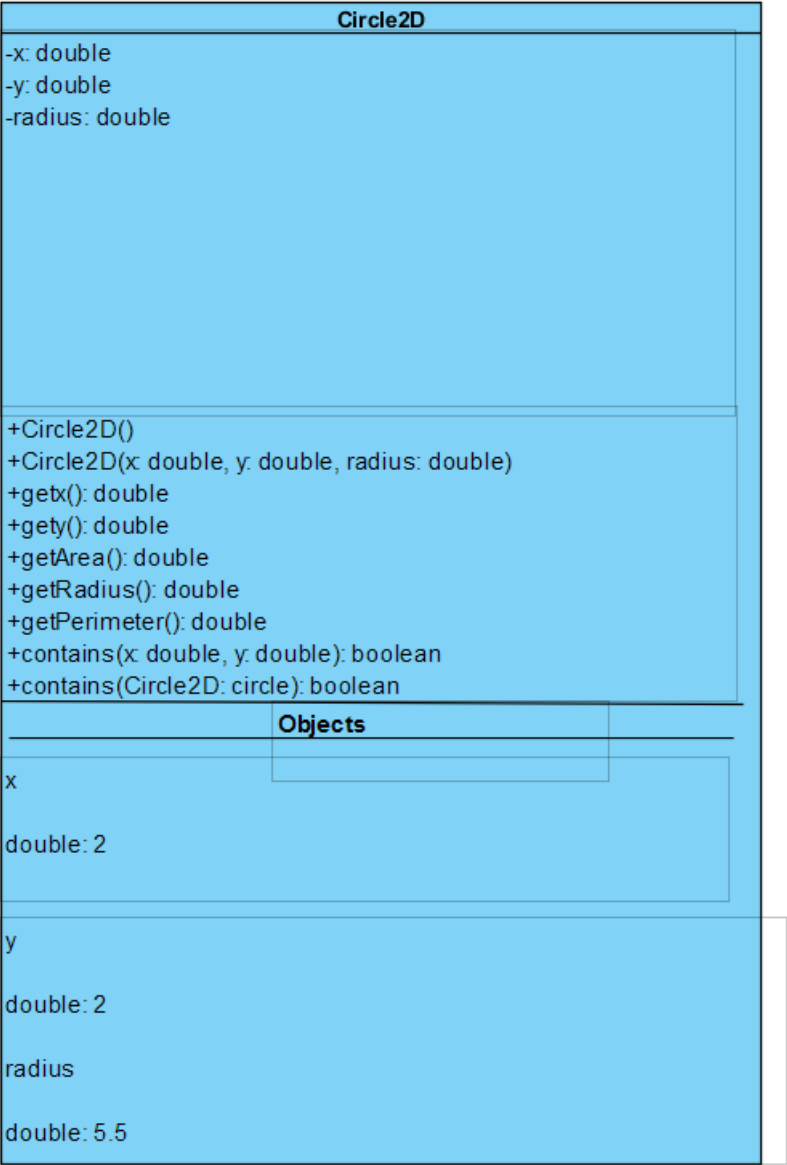 Circle2D
-x: double
-y: double
-radius: double
+Circle2D()
+Circle2D(x: double, y: double, radius: double)
+getx(): double
+gety(): double
+getArea(): double
+getRadius(): double
+getPerimeter(): double
+contains(x: double, y: double): boolean
+contains(Circle2D: circle): boolean
Objects
x
double: 2
y
double: 2
radius
double: 5.5